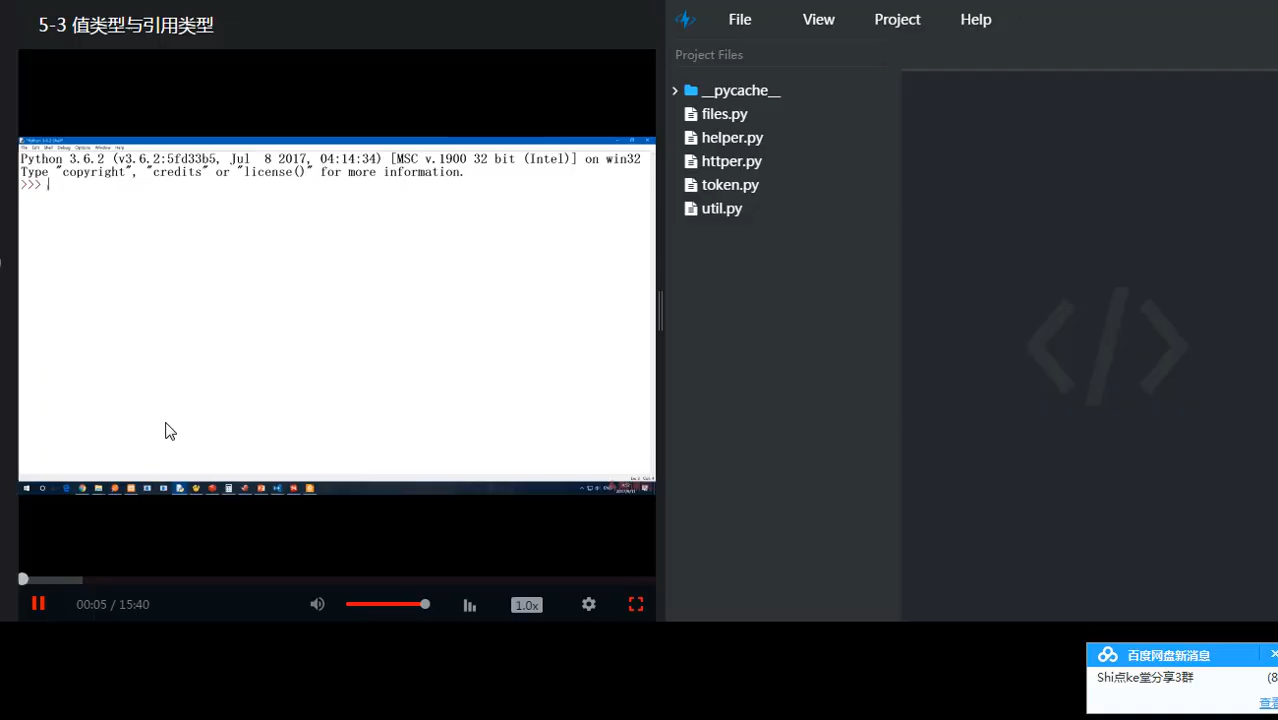 5-3 值类型与引用类型
File View Project Help
Project Files
__pycache__
files.py
helper.py
httper.py
token.py
util.py
Python 3.6.2 (v3.6.2:5fd33b5, Jul 8 2017, 04:14:34) [MSC v.1900 32 bit (Intel)] on win32
Type "copyright", "credits" or "license()" for more information.
>>>
00:05 / 15:40
1.0x
百度网盘新消息
Shi点ke堂分享3群 (8
查看